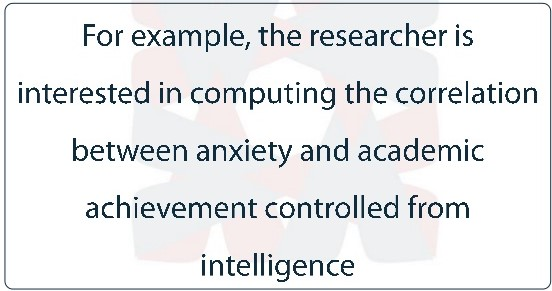 For example, the researcher is
interested in computing the correlation
between anxiety and academic
achievement controlled from
intelligence